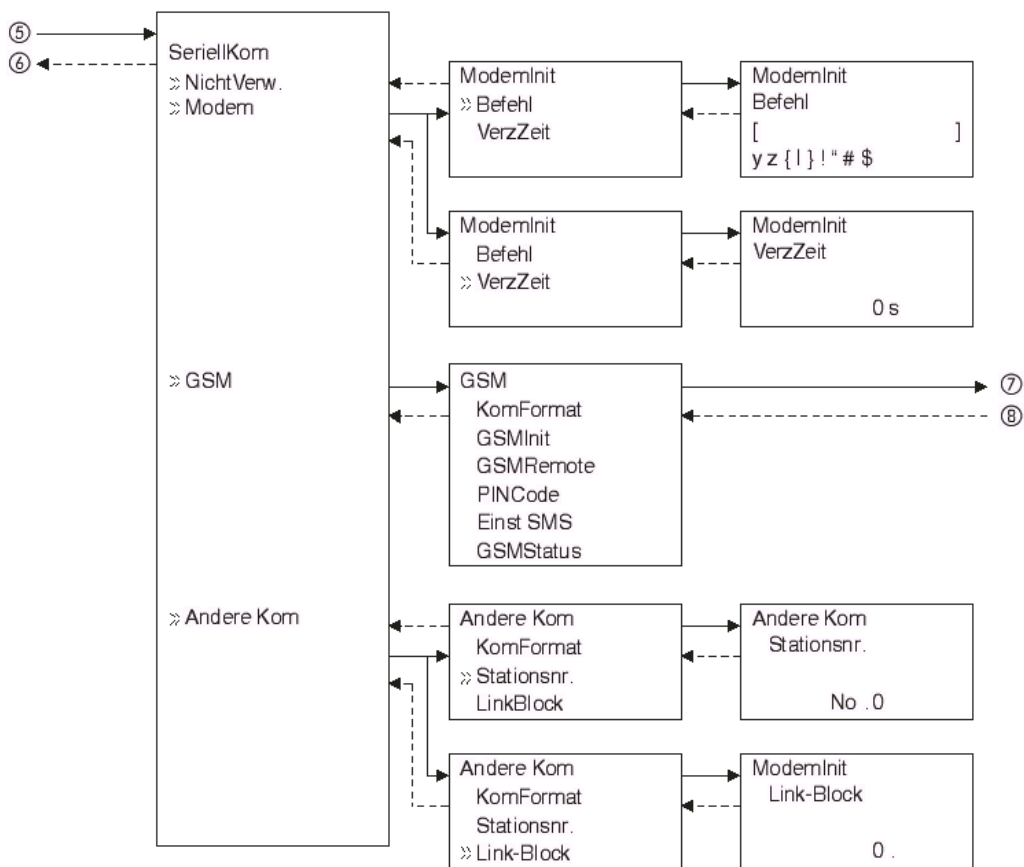 ⑤
⑥
SeriellKom
» NichtVerw.
» Modem
ModemInit
» Befehl
VerzZeit
ModemInit
Befehl
[ ]
y z { | } ! “ # $
ModemInit
Befehl
» VerzZeit
ModemInit
VerzZeit
0 s
» GSM
GSM
KomFormat
GSMInit
GSMRemote
PINCode
Einst SMS
GSMStatus
⑦
⑧
» Andere Kom
Andere Kom
KomFormat
» Stationsnr.
LinkBlock
Andere Kom
Stationsnr.
No .0
Andere Kom
KomFormat
Stationsnr.
» Link-Block
ModemInit
Link-Block
0 .